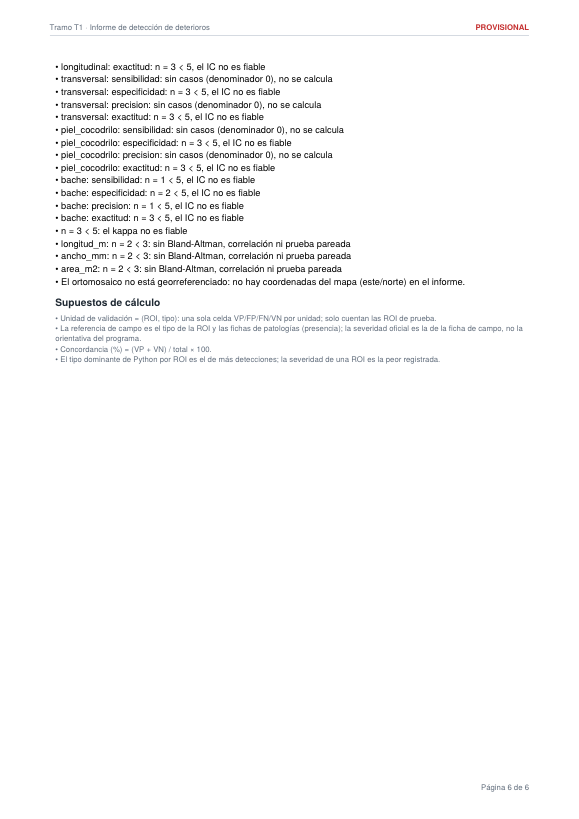 Tramo T1 · Informe de detección de deterioros
PROVISIONAL
• longitudinal: exactitud: n = 3 < 5, el IC no es fiable
• transversal: sensibilidad: sin casos (denominador 0), no se calcula
• transversal: especificidad: n = 3 < 5, el IC no es fiable
• transversal: precision: sin casos (denominador 0), no se calcula
• transversal: exactitud: n = 3 < 5, el IC no es fiable
• piel_cocodrilo: sensibilidad: sin casos (denominador 0), no se calcula
• piel_cocodrilo: especificidad: n = 3 < 5, el IC no es fiable
• piel_cocodrilo: precision: sin casos (denominador 0), no se calcula
• piel_cocodrilo: exactitud: n = 3 < 5, el IC no es fiable
• bache: sensibilidad: n = 1 < 5, el IC no es fiable
• bache: especificidad: n = 2 < 5, el IC no es fiable
• bache: precision: n = 1 < 5, el IC no es fiable
• bache: exactitud: n = 3 < 5, el IC no es fiable
• n = 3 < 5: el kappa no es fiable
• longitud_m: n = 2 < 3: sin Bland-Altman, correlación ni prueba pareada
• ancho_mm: n = 2 < 3: sin Bland-Altman, correlación ni prueba pareada
• area_m2: n = 2 < 3: sin Bland-Altman, correlación ni prueba pareada
• El ortomosaico no está georreferenciado: no hay coordenadas del mapa (este/norte) en el informe.
Supuestos de cálculo
• Unidad de validación = (ROI, tipo): una sola celda VP/FP/FN/VN por unidad; solo cuentan las ROI de prueba.
• La referencia de campo es el tipo de la ROI y las fichas de patologías (presencia); la severidad oficial es la de la ficha de campo, no la
orientativa del programa.
• Concordancia (%) = (VP + VN) / total × 100.
• El tipo dominante de Python por ROI es el de más detecciones; la severidad de una ROI es la peor registrada.
Página 6 de 6